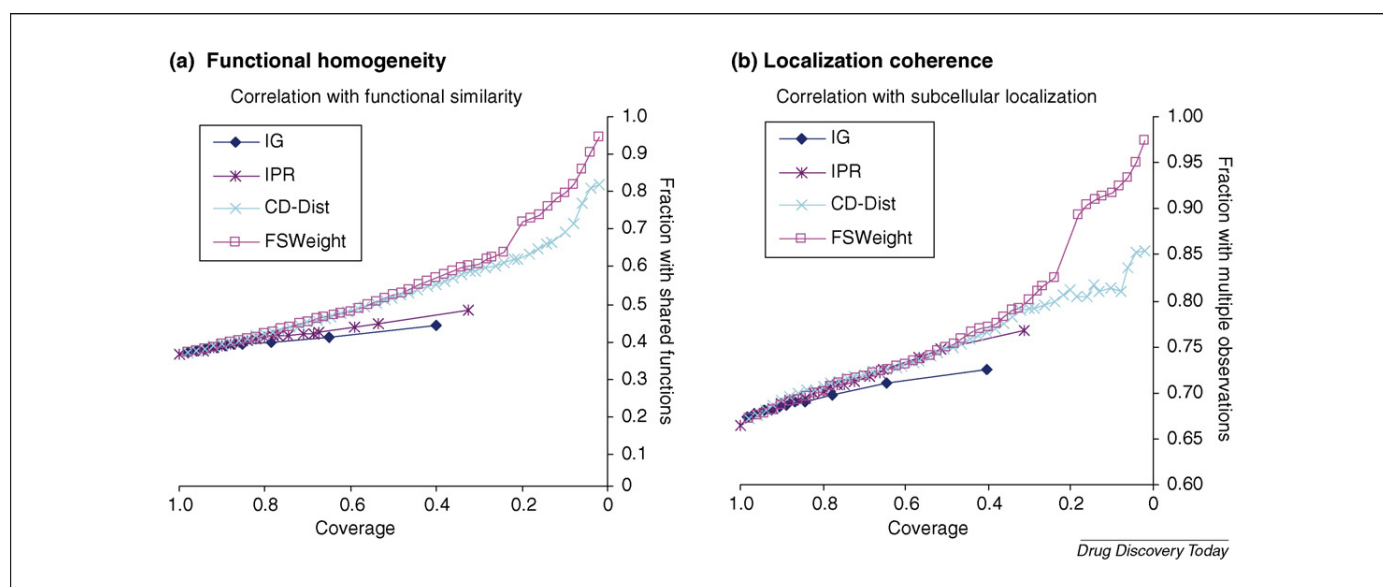 (a) Functional homogeneity
Correlation with functional similarity
IG
IPR
CD-Dist
FSWeight
1.0
0.9
0.8
0.7
0.6
0.5
0.4
0.3
0.2
0.1
0
Fraction with shared functions
1.0 0.8 0.6 0.4 0.2 0
Coverage
(b) Localization coherence
Correlation with subcellular localization
IG
IPR
CD-Dist
FSWeight
1.00
0.95
0.90
0.85
0.80
0.75
0.70
0.65
0.60
Fraction with multiple observations
1.0 0.8 0.6 0.4 0.2 0
Coverage
Drug Discovery Today